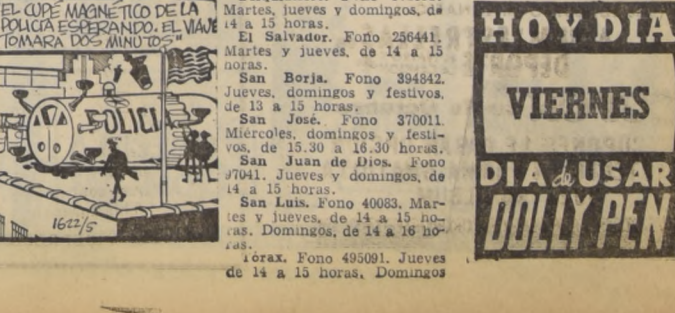 EL CUPÉ MAGNÉTICO DE LA
POLICIA ESPERANDO. EL VIAJE
TOMARA DOS MINUTOS"
POLICIA
1622/5
Martes, jueves y domingos, de
14 a 15 horas.
El Salvador. Fono 256441.
Martes y jueves, de 14 a 15
horas.
San Borja. Fono 394842.
Jueves, domingos y festivos,
de 13 a 15 horas.
San José. Fono 370011.
Miércoles, domingos y festi-
vos, de 15.30 a 16.30 horas.
San Juan de Dios. Fono
97041. Jueves y domingos, de
14 a 15 horas.
San Luis. Fono 40083. Mar-
tes y jueves, de 14 a 15 ho-
ras. Domingos, de 14 a 16 ho-
ras.
Tórax. Fono 495091. Jueves
de 14 a 15 horas. Domingos
HOY DIA
VIERNES
DIA de USAR
DOLLY PEN